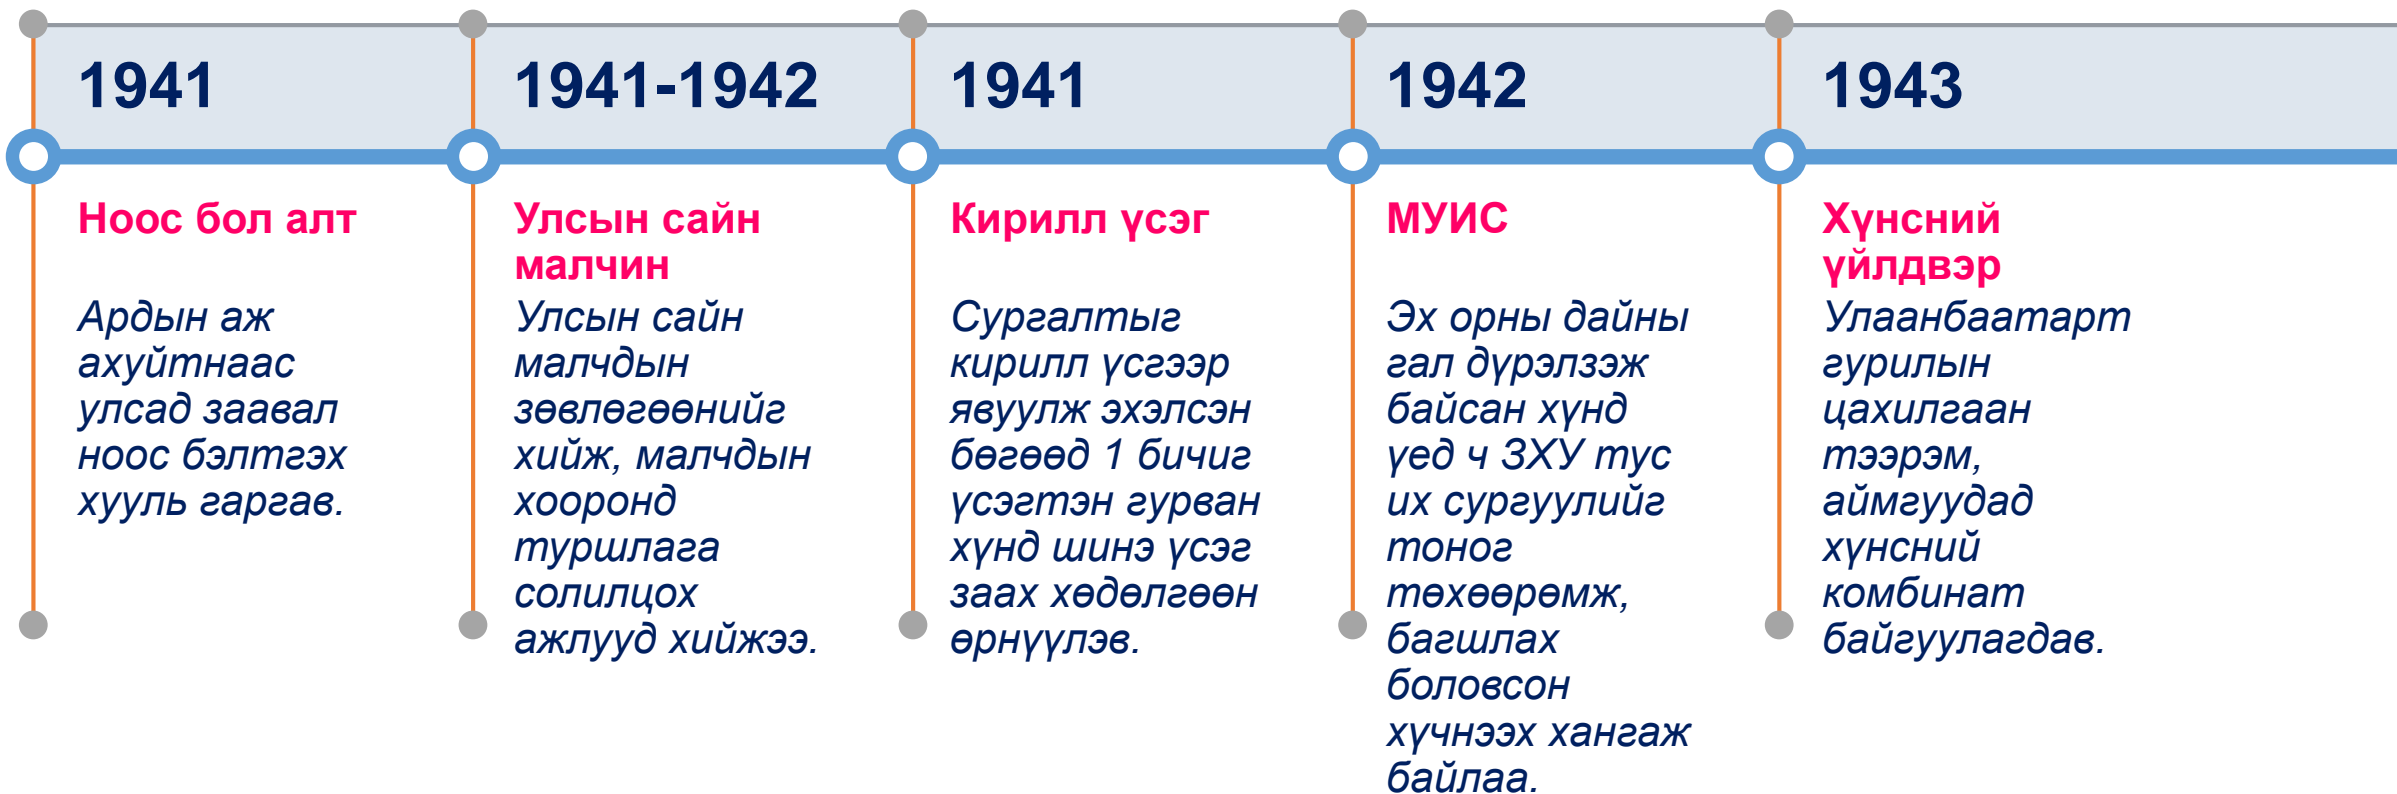 1941
Ноос бол алт
Ардын аж
ахуйтнаас
улсад заавал
ноос бэлтгэх
хууль гаргав.
1941-1942
Улсын сайн
малчин
Улсын сайн
малчдын
зөвлөгөөнийг
хийж, малчдын
хооронд
туршлага
солилцох
ажлууд хийжээ.
1941
Кирилл үсэг
Сургалтыг
кирилл үсгээр
явуулж эхэлсэн
бөгөөд 1 бичиг
үсэгтэн гурван
хүнд шинэ үсэг
заах хөдөлгөөн
өрнүүлэв.
1942
МУИС
Эх орны дайны
гал дүрэлзэж
байсан хүнд
үед ч ЗХУ тус
их сургуулийг
тоног
төхөөрөмж,
багшлах
боловсон
хүчнээх хангаж
байлаа.
1943
Хүнсний
үйлдвэр
Улаанбаатарт
гурилын
цахилгаан
тээрэм,
аймгуудад
хүнсний
комбинат
байгуулагдав.